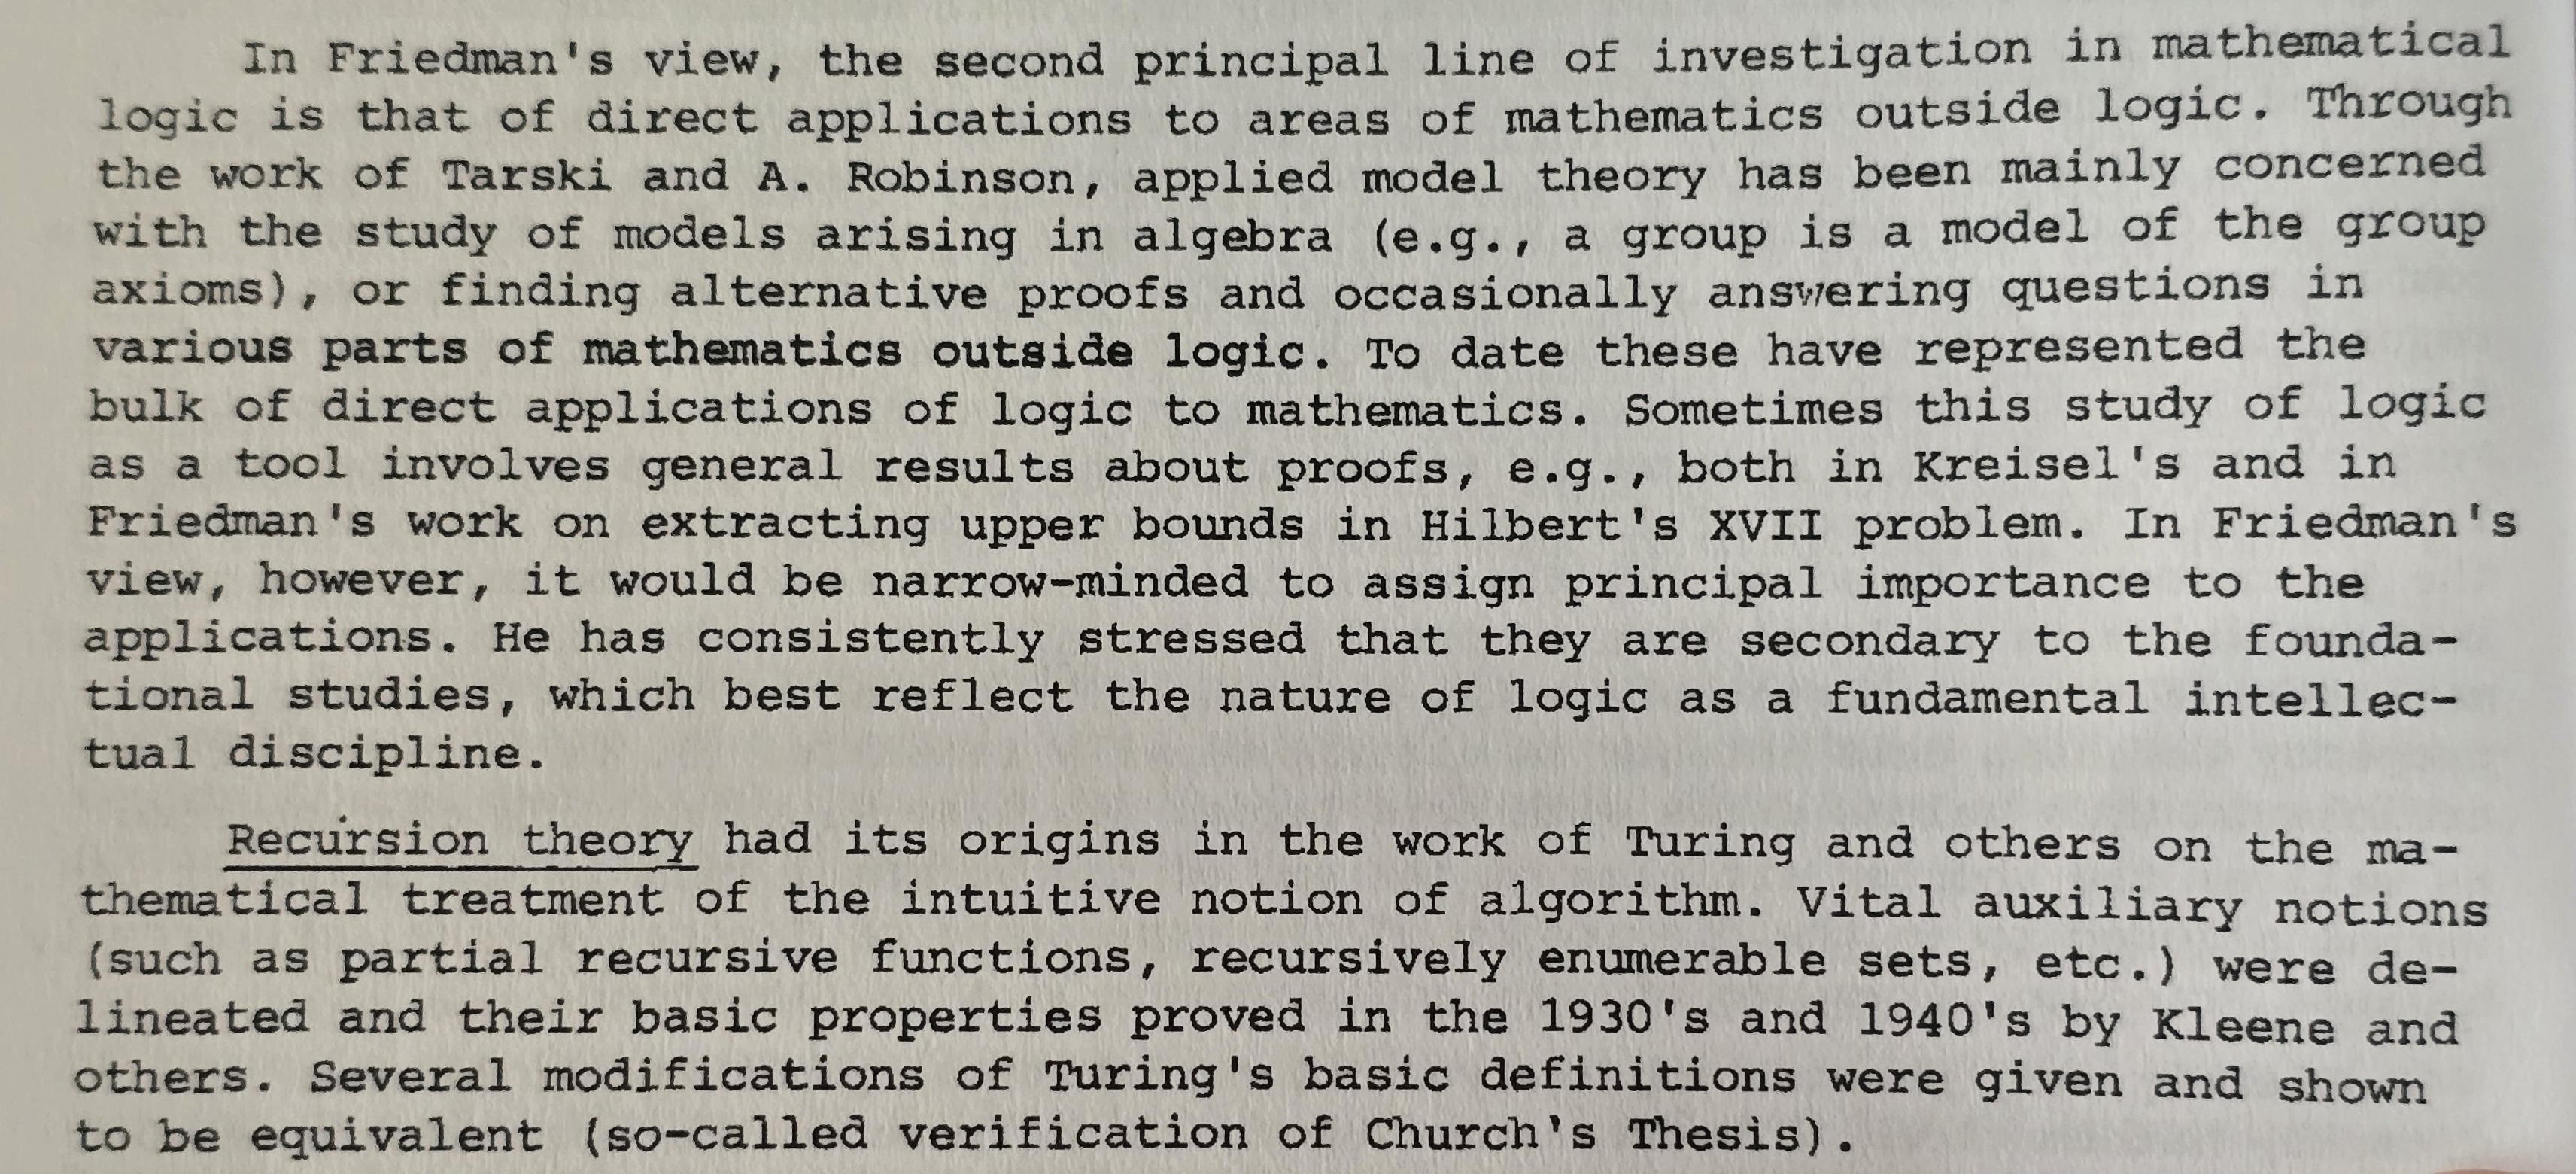 In Friedman's view, the second principal line of investigation in mathematical
logic is that of direct applications to areas of mathematics outside logic. Through
the work of Tarski and A. Robinson, applied model theory has been mainly concerned
with the study of models arising in algebra (e.g., a group is a model of the group
axioms), or finding alternative proofs and occasionally answering questions in
various parts of mathematics outside logic. To date these have represented the
bulk of direct applications of logic to mathematics. Sometimes this study of logic
as a tool involves general results about proofs, e.g., both in Kreisel's and in
Friedman's work on extracting upper bounds in Hilbert's XVII problem. In Friedman's
view, however, it would be narrow-minded to assign principal importance to the
applications. He has consistently stressed that they are secondary to the founda-
tional studies, which best reflect the nature of logic as a fundamental intellec-
tual discipline.
Recursion theory had its origins in the work of Turing and others on the ma-
thematical treatment of the intuitive notion of algorithm. Vital auxiliary notions
(such as partial recursive functions, recursively enumerable sets, etc.) were de-
lineated and their basic properties proved in the 1930's and 1940's by Kleene and
others. Several modifications of Turing's basic definitions were given and shown
to be equivalent (so-called verification of Church's Thesis).